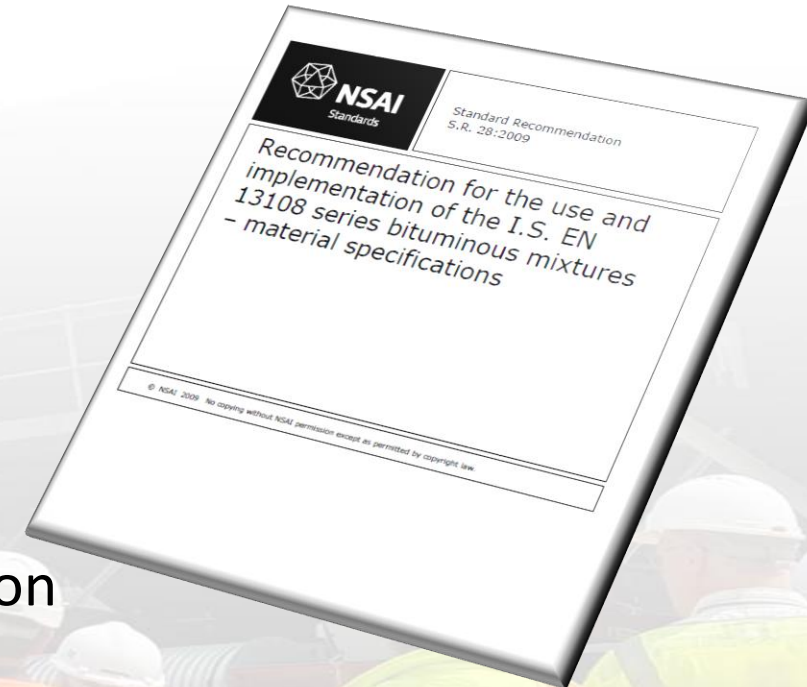 NSAI
Standards
Standard Recommendation
S.R. 28:2009
Recommendation for the use and
implementation of the I.S. EN
13108 series bituminous mixtures
– material specifications
© NSAI 2009 No copying without NSAI permission except as permitted by copyright law.
on